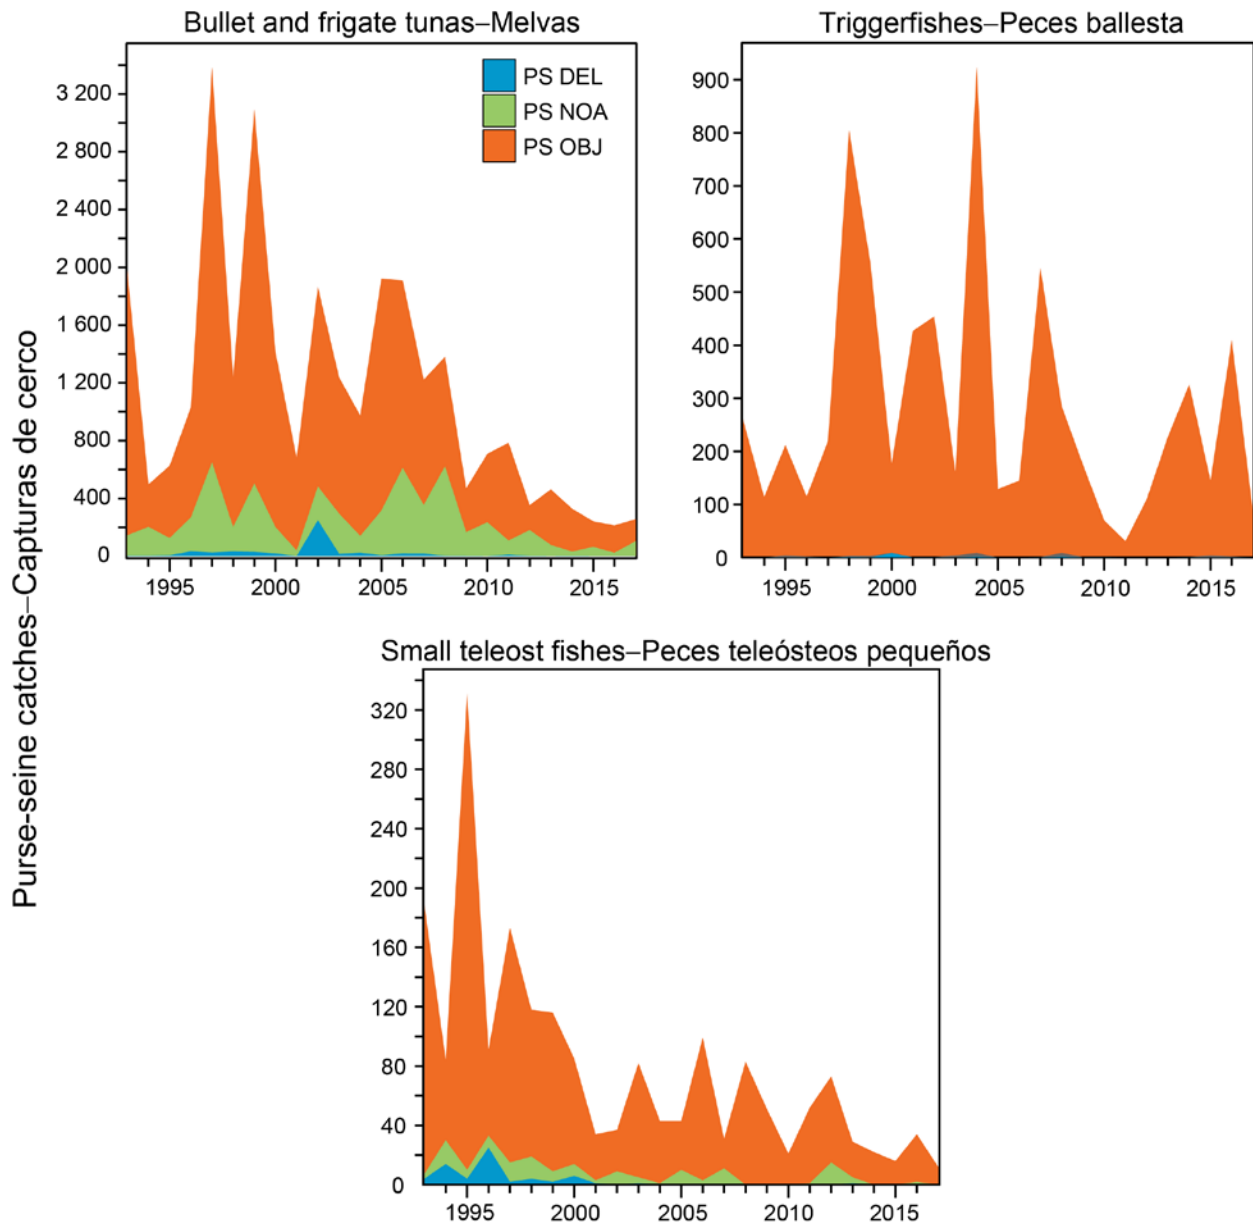 Bullet and frigate tunas–Melvas
Triggerfishes–Peces ballesta
Purse-seine catches–Capturas de cerco
PS DEL
PS NOA
PS OBJ
3 200
2 800
2 400
2 000
1 600
1 200
800
400
0
1995 2000 2005 2010 2015
900
800
700
600
500
400
300
200
100
0
1995 2000 2005 2010 2015
Small teleost fishes–Peces teleósteos pequeños
320
280
240
200
160
120
80
40
0
1995 2000 2005 2010 2015